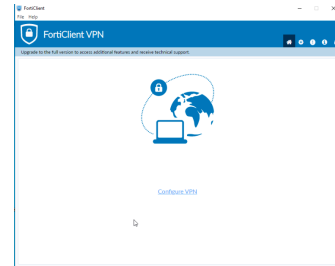 FortiClient
File Help
FortiClient VPN
Upgrade to the full version to access additional features and receive technical support.
Configure VPN